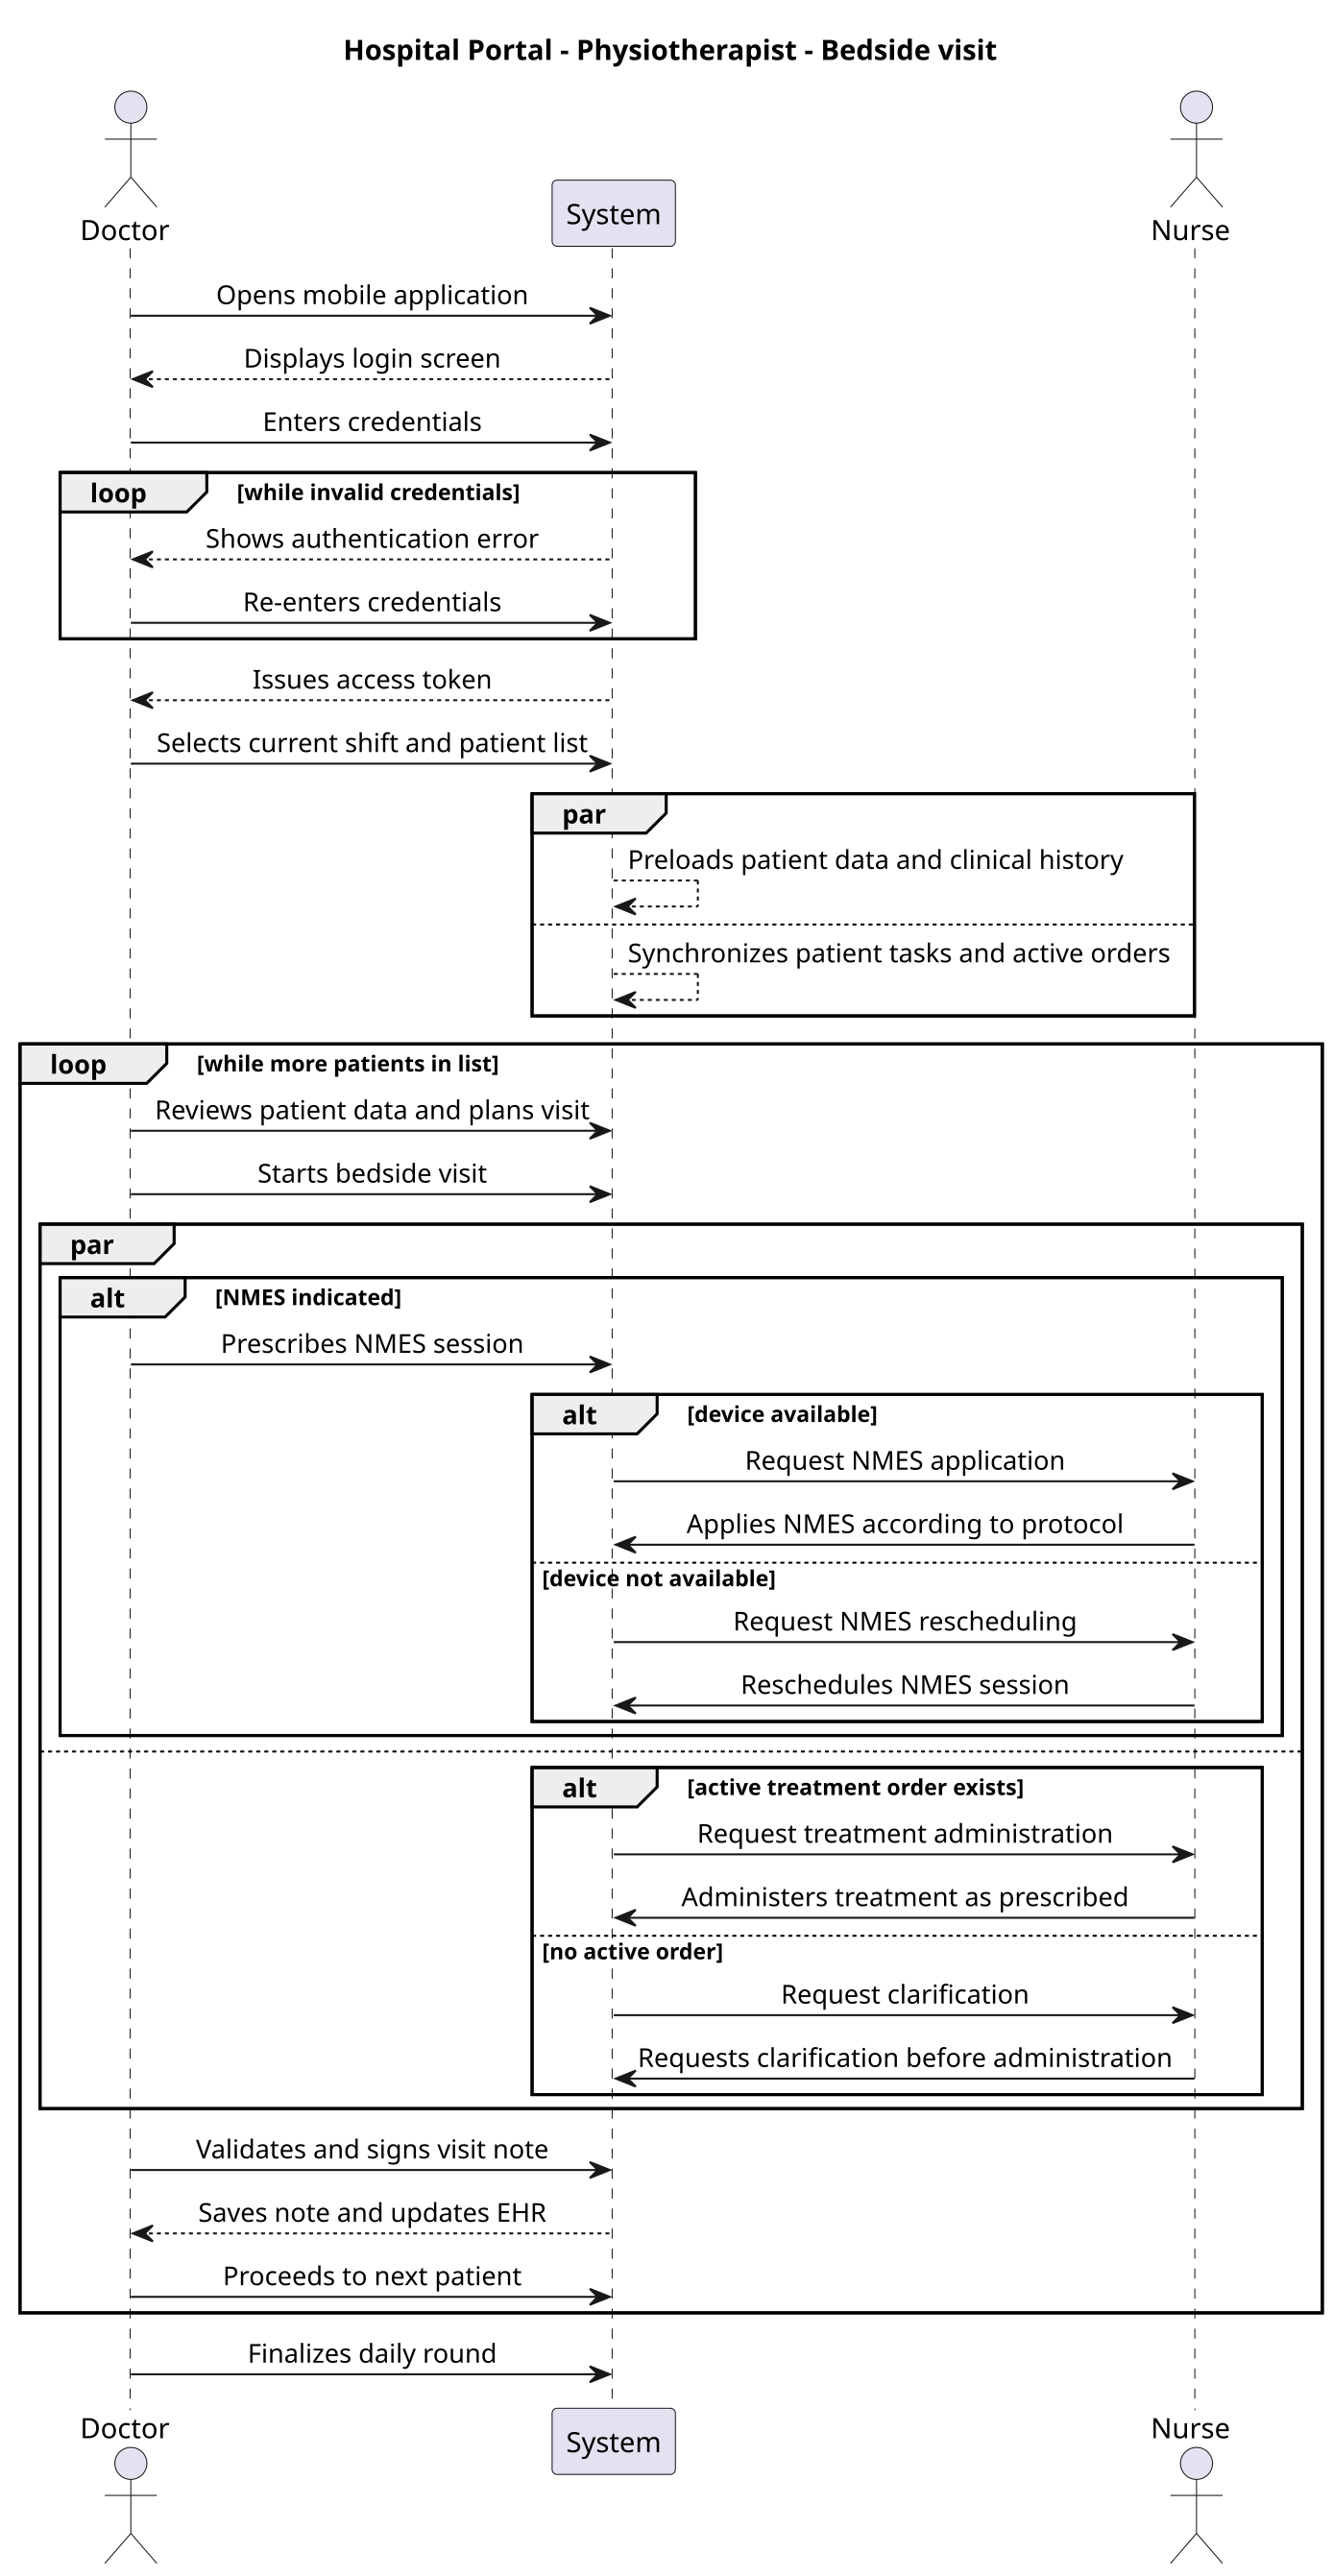 Hospital Portal - Physiotherapist - Bedside visit
Doctor
System
Nurse
Opens mobile application
Displays login screen
Enters credentials
loop [while invalid credentials]
Shows authentication error
Re-enters credentials
Issues access token
Selects current shift and patient list
par
Preloads patient data and clinical history
Synchronizes patient tasks and active orders
loop [while more patients in list]
Reviews patient data and plans visit
Starts bedside visit
par
alt [NMES indicated]
Prescribes NMES session
alt [device available]
Request NMES application
Applies NMES according to protocol
[device not available]
Request NMES rescheduling
Reschedules NMES session
alt [active treatment order exists]
Request treatment administration
Administers treatment as prescribed
[no active order]
Request clarification
Requests clarification before administration
Validates and signs visit note
Saves note and updates EHR
Proceeds to next patient
Finalizes daily round
Doctor
System
Nurse